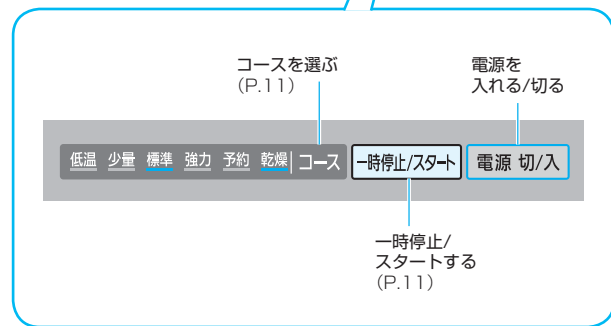 コースを選ぶ
（P.11）
電源を
入れる/切る
低温 少量 標準 強力 予約 乾燥 コース 一時停止/スタート 電源 切/入
一時停止/
スタートする
（P.11）